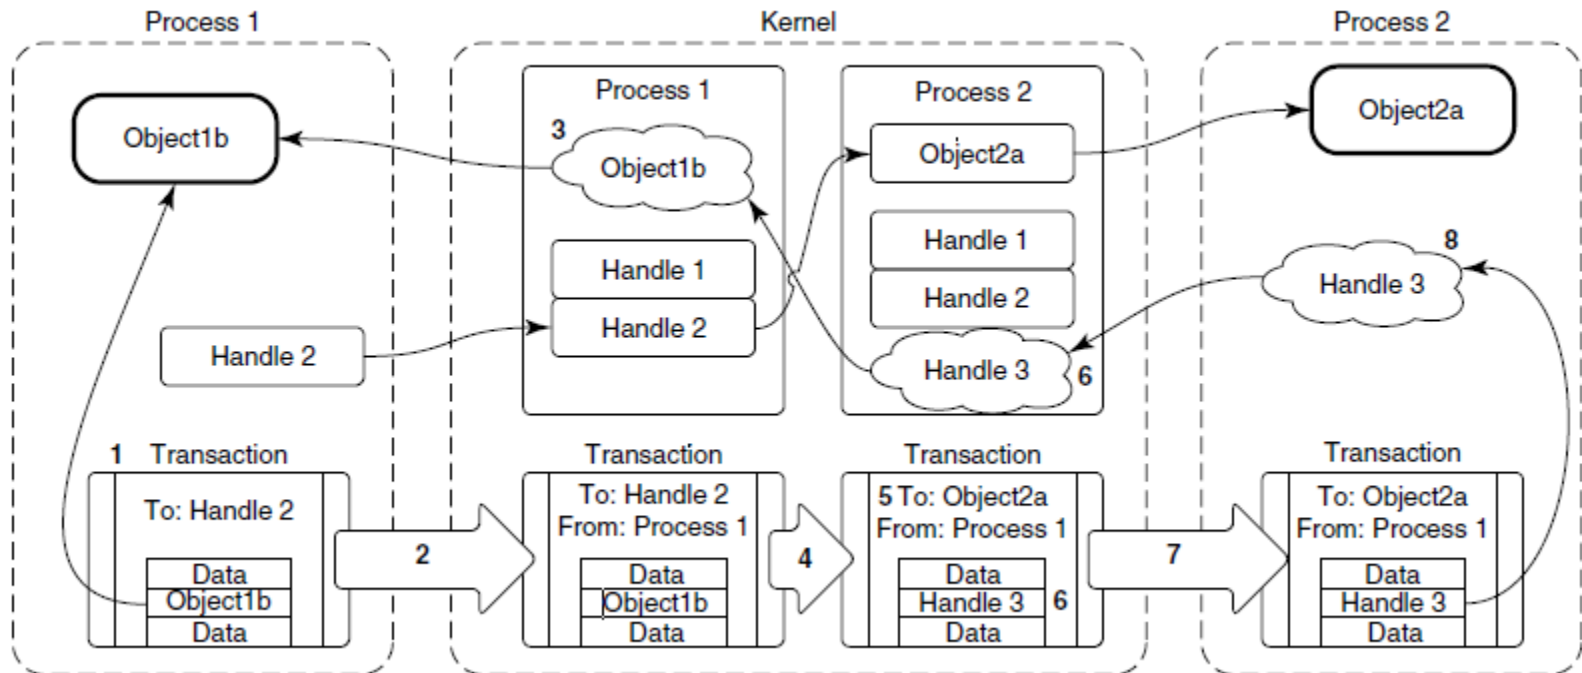 Process 1
Kernel
Process 2
Process 1
Process 2
Object1b
3
Object1b
Object2a
Object2a
Handle 1
Handle 2
Handle 1
Handle 2
Handle 3
6
8
Handle 3
Handle 2
1 Transaction
To: Handle 2
Data
Object1b
Data
2
Transaction
To: Handle 2
From: Process 1
Data
Object1b
Data
4
Transaction
5 To: Object2a
From: Process 1
Data
Handle 3 6
Data
7
Transaction
To: Object2a
From: Process 1
Data
Handle 3
Data